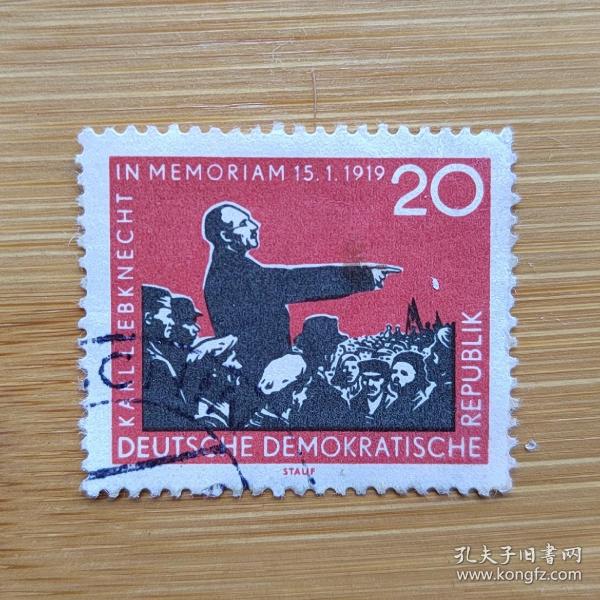 IN MEMORIAM 15.1.1919
20
KARL LIEBKNECHT
REPUBLIK
DEUTSCHE DEMOKRATISCHE
STAUF
孔夫子旧書网
www.kongfz.com